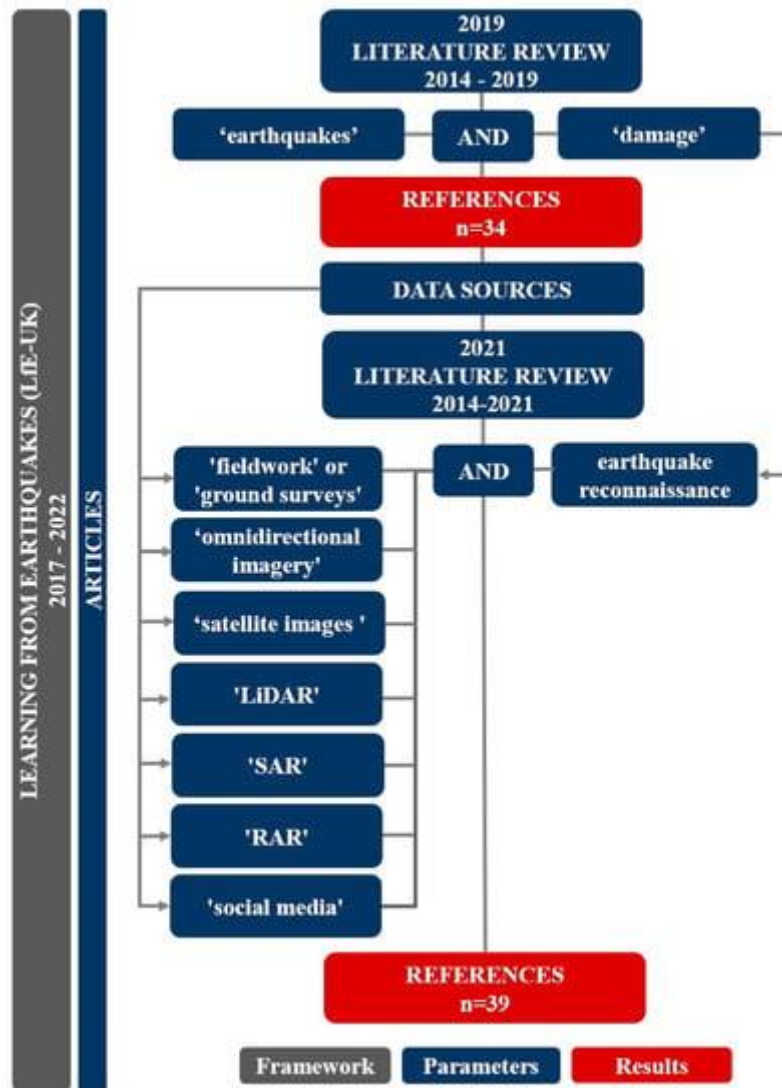 LEARNING FROM EARTHQUAKES (LfE-UK)
2017 - 2022
ARTICLES
2019
LITERATURE REVIEW
2014 - 2019
‘earthquakes’
AND
‘damage’
REFERENCES
n=34
DATA SOURCES
2021
LITERATURE REVIEW
2014-2021
'fieldwork' or
'ground surveys'
AND
earthquake
reconnaissance
‘omnidirectional
imagery'
‘satellite images '
'LiDAR'
'SAR'
'RAR'
'social media'
REFERENCES
n=39
Framework
Parameters
Results